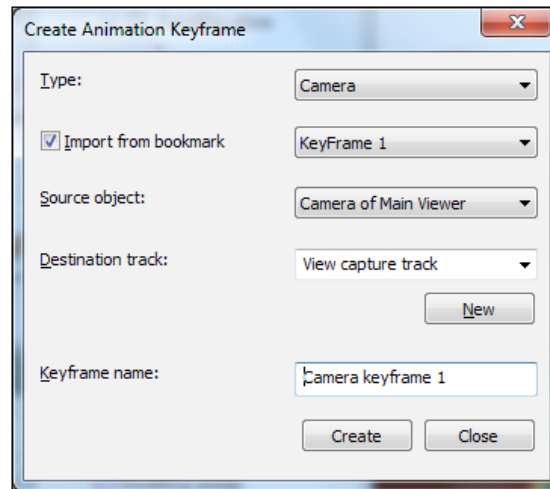 Create Animation Keyframe
Type:
Camera
Import from bookmark
KeyFrame 1
Source object:
Camera of Main Viewer
Destination track:
View capture track
New
Keyframe name:
Camera keyframe 1
Create
Close